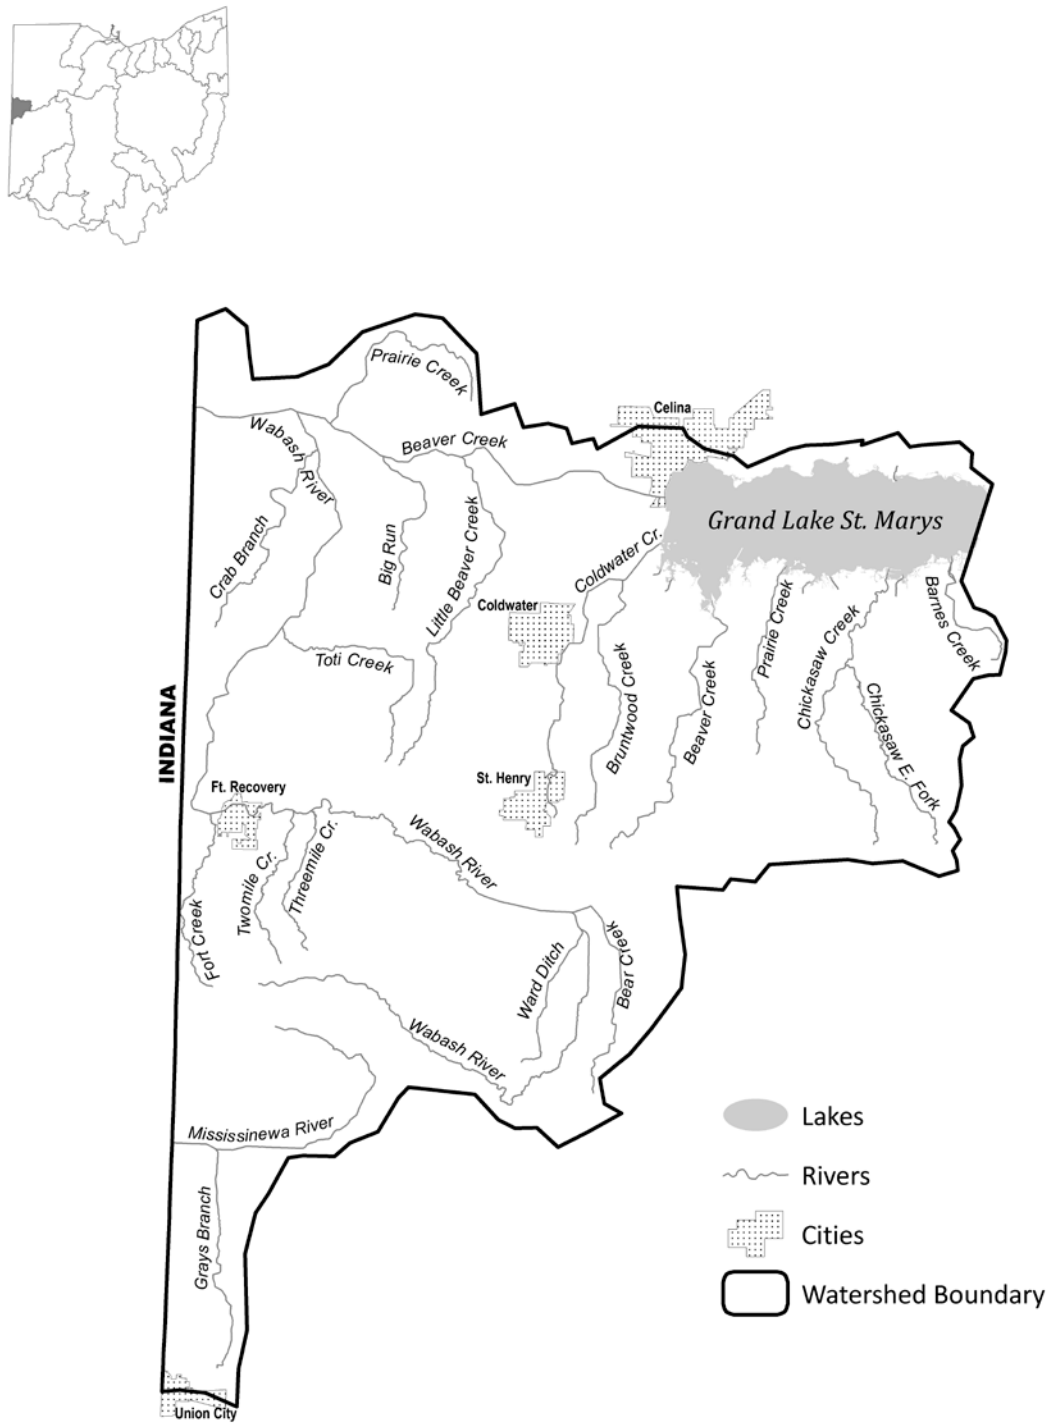 Prairie Creek
Celina
Wabash River
Beaver Creek
Grand Lake St. Marys
Crab Branch
Big Run
Little Beaver Creek
Coldwater Cr.
Coldwater
Prairie Creek
Chickasaw Creek
Barnes Creek
Toti Creek
Bruntwood Creek
Beaver Creek
Chickasaw E. Fork
INDIANA
Ft. Recovery
St. Henry
Wabash River
Twomile Cr.
Threemile Cr.
Fort Creek
Ward Ditch
Bear Creek
Wabash River
Mississinewa River
Grays Branch
Union City
Lakes
Rivers
Cities
Watershed Boundary